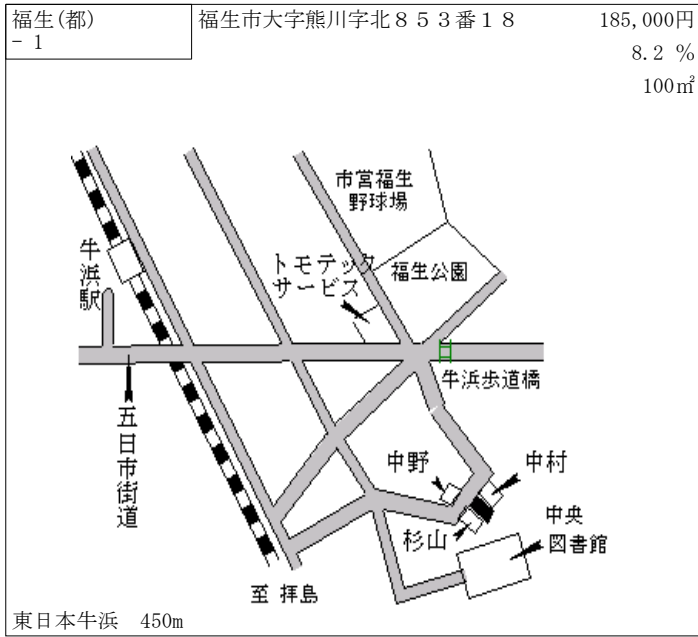 福生(都)
- 1
福生市大字熊川字北８５３番１８
185,000円
8.2 %
100㎡
市営福生
野球場
牛浜駅
トモテック
サービス
福生公園
牛浜歩道橋
五日市街道
中野
中村
杉山
中央
図書館
至 拝島
東日本牛浜 450m